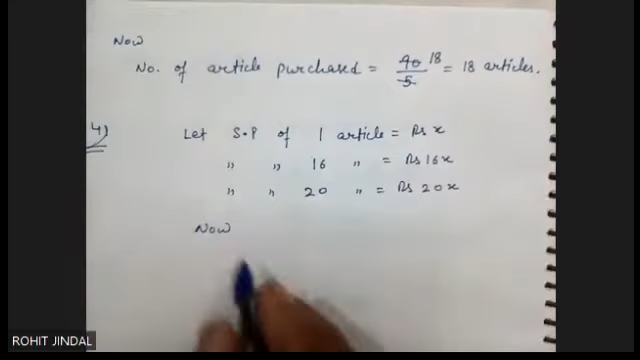 Now
No. of article purchased = 90/5 18 = 18 articles.
4) Let S.P of 1 article = Rs x
" " 16 " = Rs 16x
" " 20 " = Rs 20x
Now
ROHIT JINDAL